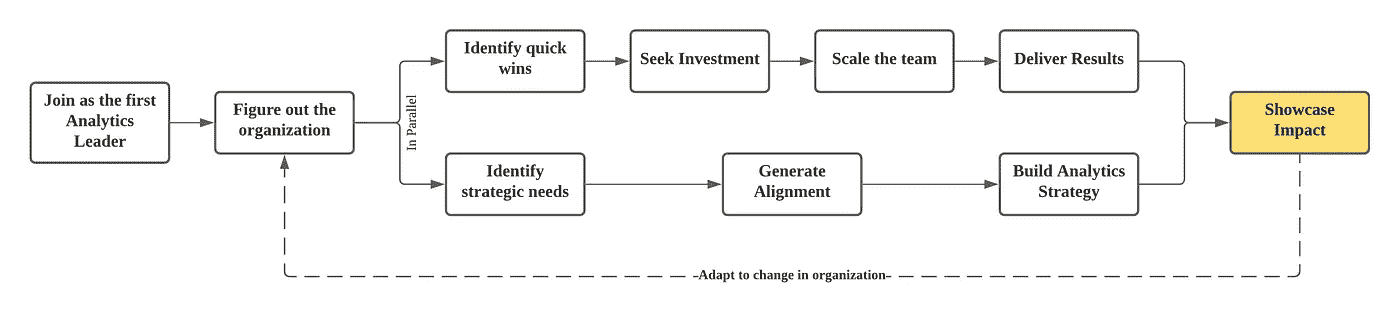 Join as the first
Analytics
Leader
Figure out the
organization
In Parallel
Identify quick
wins
Seek Investment
Scale the team
Deliver Results
Identify
strategic needs
Generate
Alignment
Build Analytics
Strategy
Showcase
Impact
Adapt to change in organization